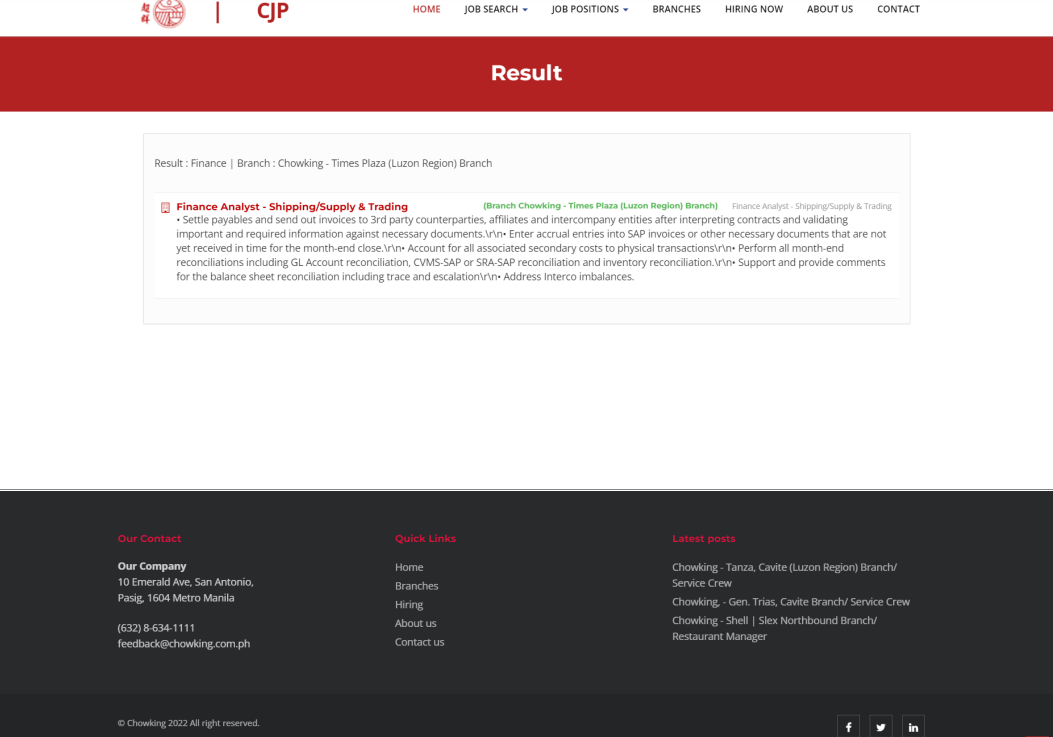 超
群
CJP
HOME
JOB SEARCH
JOB POSITIONS
BRANCHES
HIRING NOW
ABOUT US
CONTACT
Result
Result : Finance | Branch : Chowking - Times Plaza (Luzon Region) Branch
Finance Analyst - Shipping/Supply & Trading
(Branch Chowking - Times Plaza (Luzon Region) Branch)
Finance Analyst - Shipping/Supply & Trading
• Settle payables and send out invoices to 3rd party counterparties, affiliates and intercompany entities after interpreting contracts and validating
important and required information against necessary documents.\r\n• Enter accrual entries into SAP invoices or other necessary documents that are not
yet received in time for the month-end close.\r\n• Account for all associated secondary costs to physical transactions\r\n• Perform all month-end
reconciliations including GL Account reconciliation, CVMS-SAP or SRA-SAP reconciliation and inventory reconciliation.\r\n• Support and provide comments
for the balance sheet reconciliation including trace and escalation\r\n• Address Interco imbalances.
Our Contact
Our Company
10 Emerald Ave, San Antonio,
Pasig, 1604 Metro Manila
(632) 8-634-1111
feedback@chowking.com.ph
Quick Links
Home
Branches
Hiring
About us
Contact us
Latest posts
Chowking - Tanza, Cavite (Luzon Region) Branch/
Service Crew
Chowking, - Gen. Trias, Cavite Branch/ Service Crew
Chowking - Shell | Slex Northbound Branch/
Restaurant Manager
© Chowking 2022 All right reserved.